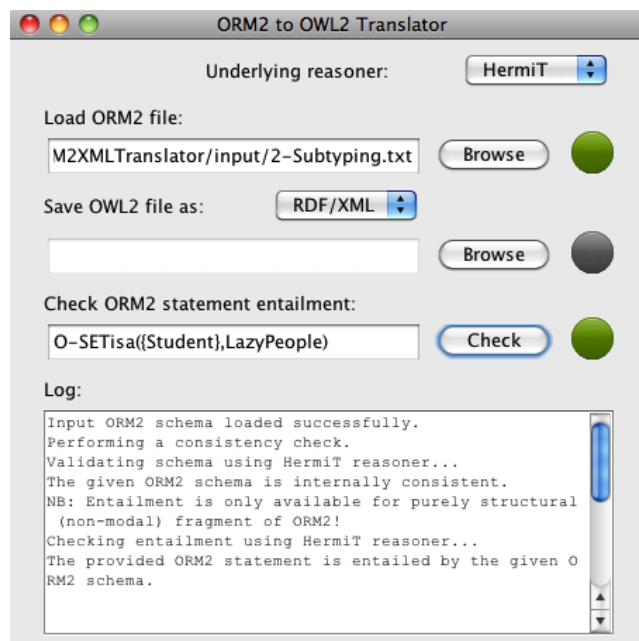 ORM2 to OWL2 Translator
Underlying reasoner: HermiT
Load ORM2 file:
M2XMLTranslator/input/2-Subtyping.txt Browse
Save OWL2 file as: RDF/XML
Browse
Check ORM2 statement entailment:
O-SETisa({Student},LazyPeople) Check
Log:
Input ORM2 schema loaded successfully.
Performing a consistency check.
Validating schema using HermiT reasoner...
The given ORM2 schema is internally consistent.
NB: Entailment is only available for purely structural
(non-modal) fragment of ORM2!
Checking entailment using HermiT reasoner...
The provided ORM2 statement is entailed by the given O
RM2 schema.